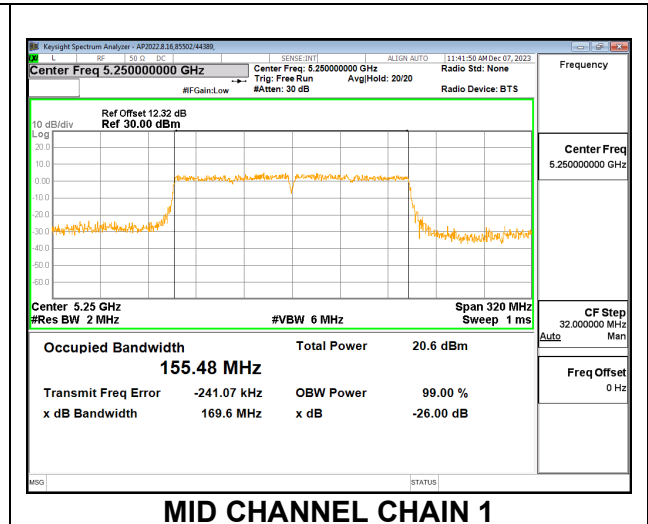 Keysight Spectrum Analyzer - AP2022.8.16,85502/44389,
L RF 50 Ω DC SENSE:INT ALIGN AUTO 11:41:50 AM Dec 07, 2023
Center Freq 5.250000000 GHz Center Freq: 5.250000000 GHz Radio Std: None
Trig: Free Run Avg|Hold: 20/20
#IFGain:Low #Atten: 30 dB Radio Device: BTS
Ref Offset 12.32 dB
10 dB/div Ref 30.00 dBm
Log
20.0
10.0
0.00
-10.0
-20.0
-30.0
-40.0
-50.0
-60.0
Center 5.25 GHz Span 320 MHz
#Res BW 2 MHz #VBW 6 MHz Sweep 1 ms
Occupied Bandwidth Total Power 20.6 dBm
155.48 MHz
Transmit Freq Error -241.07 kHz OBW Power 99.00 %
x dB Bandwidth 169.6 MHz x dB -26.00 dB
MSG STATUS
Frequency
Center Freq
5.250000000 GHz
CF Step
32.000000 MHz
Auto Man
Freq Offset
0 Hz
MID CHANNEL CHAIN 1